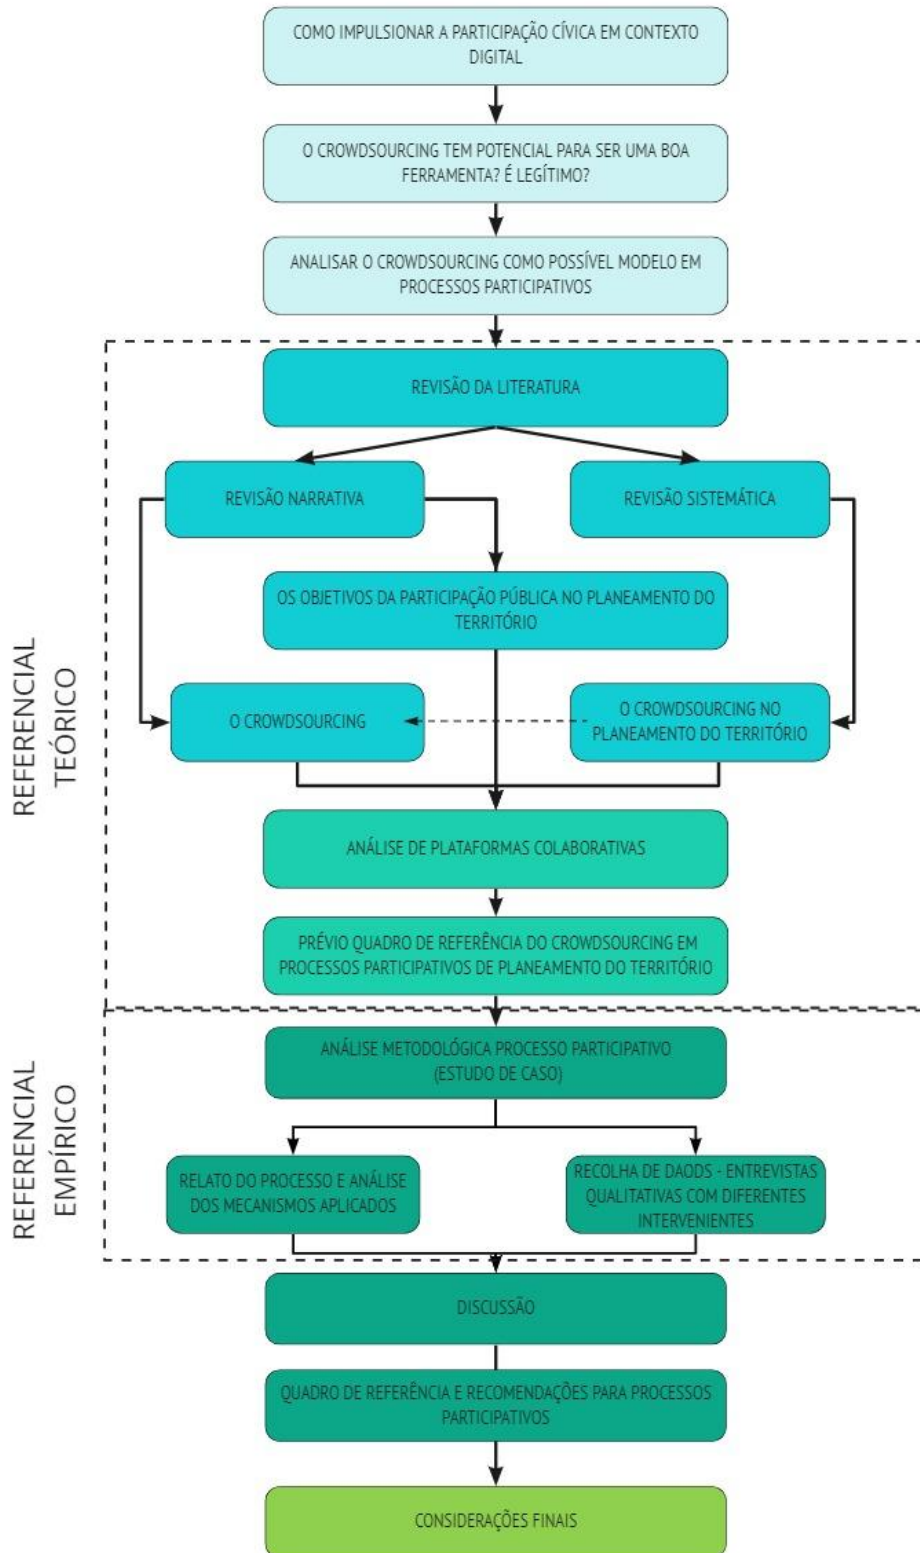 COMO IMPULSIONAR A PARTICIPAÇÃO CÍVICA EM CONTEXTO
DIGITAL
O CROWDSOURCING TEM POTENCIAL PARA SER UMA BOA
FERRAMENTA? É LEGÍTIMO?
ANALISAR O CROWDSOURCING COMO POSSÍVEL MODELO EM
PROCESSOS PARTICIPATIVOS
REFERENCIAL
TEÓRICO
REVISÃO DA LITERATURA
REVISÃO NARRATIVA
REVISÃO SISTEMÁTICA
OS OBJETIVOS DA PARTICIPAÇÃO PÚBLICA NO PLANEAMENTO DO
TERRITÓRIO
O CROWDSOURCING
O CROWDSOURCING NO
PLANEAMENTO DO TERRITÓRIO
ANÁLISE DE PLATAFORMAS COLABORATIVAS
PRÉVIO QUADRO DE REFERÊNCIA DO CROWDSOURCING EM
PROCESSOS PARTICIPATIVOS DE PLANEAMENTO DO TERRITÓRIO
REFERENCIAL
EMPÍRICO
ANÁLISE METODOLÓGICA PROCESSO PARTICIPATIVO
(ESTUDO DE CASO)
RELATO DO PROCESSO E ANÁLISE
DOS MECANISMOS APLICADOS
RECOLHA DE DAODS - ENTREVISTAS
QUALITATIVAS COM DIFERENTES
INTERVENIENTES
DISCUSSÃO
QUADRO DE REFERÊNCIA E RECOMENDAÇÕES PARA PROCESSOS
PARTICIPATIVOS
CONSIDERAÇÕES FINAIS